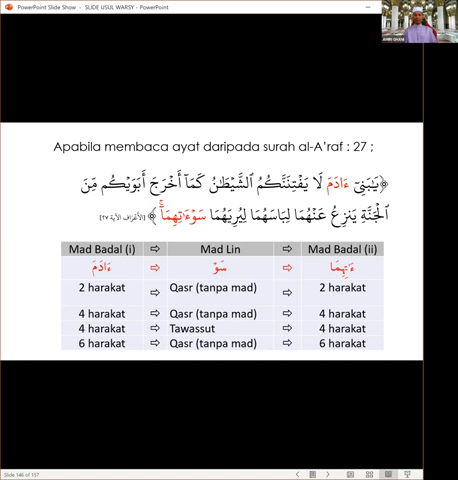 PowerPoint Slide Show - SLIDE USUL WARSY - PowerPoint
Apabila membaca ayat daripada surah al-A'raf : 27 ;
﴿يَٰبَنِىٓ ءَادَمَ لَا يَفْتِنَنَّكُمُ ٱلشَّيْطَٰنُ كَمَآ أَخْرَجَ أَبَوَيْكُم مِّنَ
ٱلْجَنَّةِ يَنزِعُ عَنْهُمَا لِبَاسَهُمَا لِيُرِيَهُمَا سَوْءَٰتِهِمَآ﴾ [الأعراف الآية ٢٧]
Mad Badal (i) ⇨ Mad Lin ⇨ Mad Badal (ii)
ءَادَمَ ⇨ سَوْ ⇨ ءَٰتِهِمَا
2 harakat ⇨ Qasr (tanpa mad) ⇨ 2 harakat
4 harakat ⇨ Qasr (tanpa mad) ⇨ 4 harakat
4 harakat ⇨ Tawassut ⇨ 4 harakat
6 harakat ⇨ Qasr (tanpa mad) ⇨ 6 harakat
Slide 146 of 157